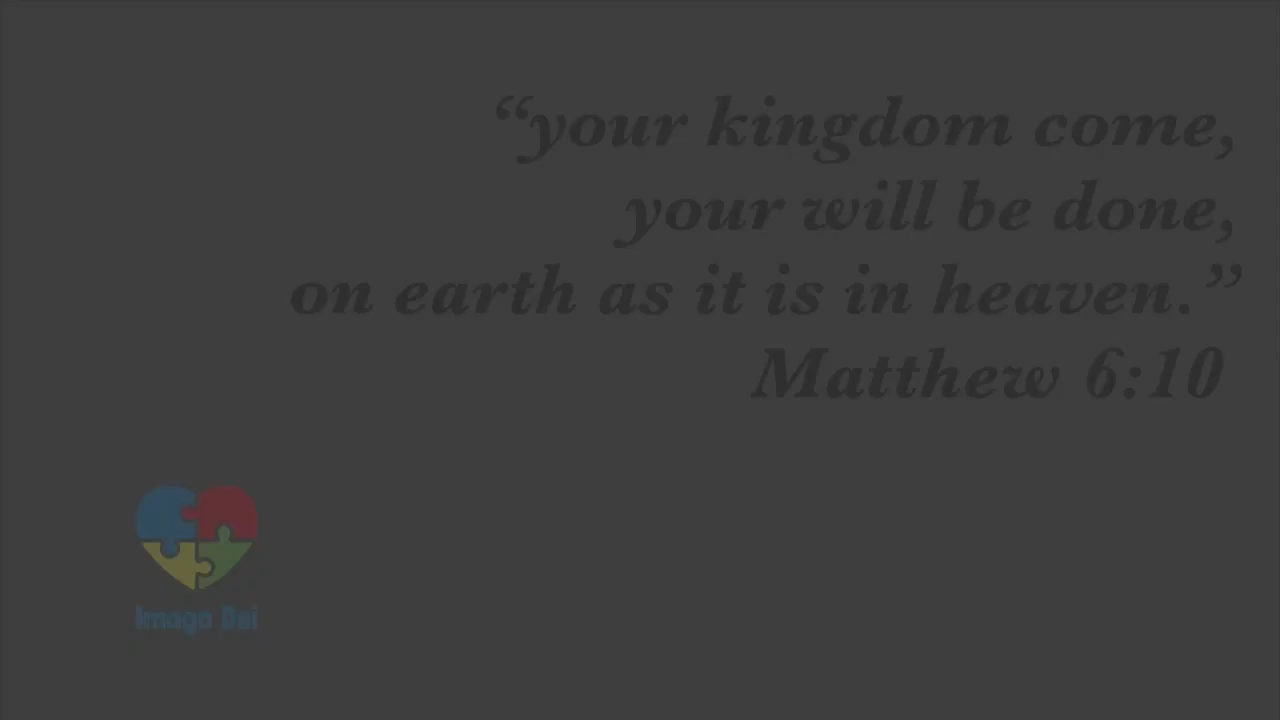 “your kingdom come,
your will be done,
on earth as it is in heaven.”
Matthew 6:10
Imago Dei